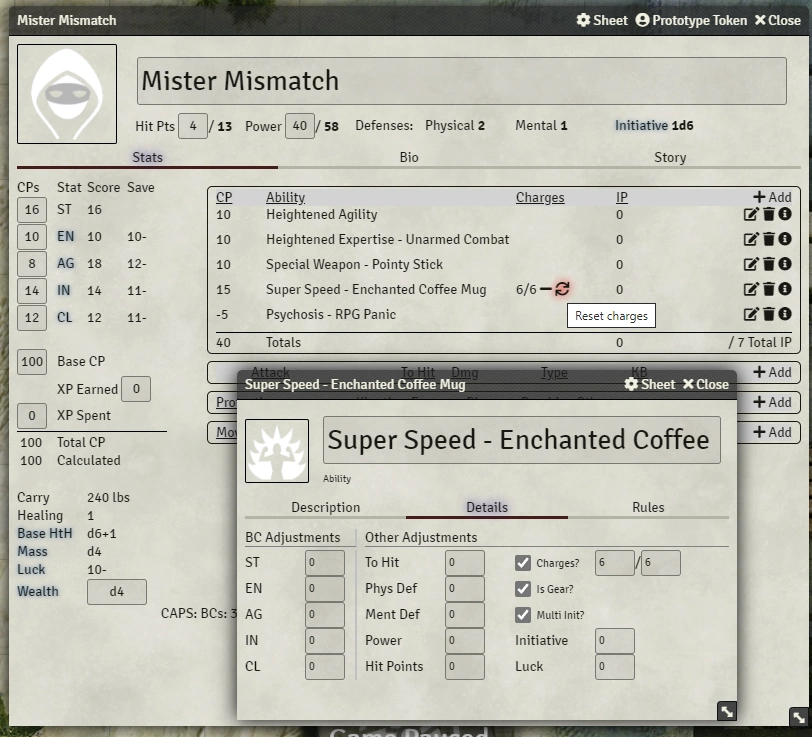 Mister Mismatch Sheet Prototype Token Close
Mister Mismatch
Hit Pts 4 / 13 Power 40 / 58 Defenses: Physical 2 Mental 1 Initiative 1d6
Stats Bio Story
CPs Stat Score Save
16 ST 16
10 EN 10 10-
8 AG 18 12-
14 IN 14 11-
12 CL 12 11-
100 Base CP
XP Earned 0
0 XP Spent
100 Total CP
100 Calculated
Carry 240 lbs
Healing 1
Base HtH d6+1
Mass d4
Luck 10-
Wealth d4
CAPS: BCs: 3
CP Ability Charges IP + Add
10 Heightened Agility 0
10 Heightened Expertise - Unarmed Combat 0
10 Special Weapon - Pointy Stick 0
15 Super Speed - Enchanted Coffee Mug 6/6 0
Reset charges
-5 Psychosis - RPG Panic 0
40 Totals 0 / 7 Total IP
Attack To Hit Dmg Type KB + Add
+ Add
+ Add
Super Speed - Enchanted Coffee Mug Sheet Close
Super Speed - Enchanted Coffee
Ability
Description Details Rules
BC Adjustments Other Adjustments
ST 0 To Hit 0 Charges? 6 / 6
EN 0 Phys Def 0 Is Gear?
AG 0 Ment Def 0 Multi Init?
IN 0 Power 0 Initiative 0
CL 0 Hit Points 0 Luck 0
Game Paused